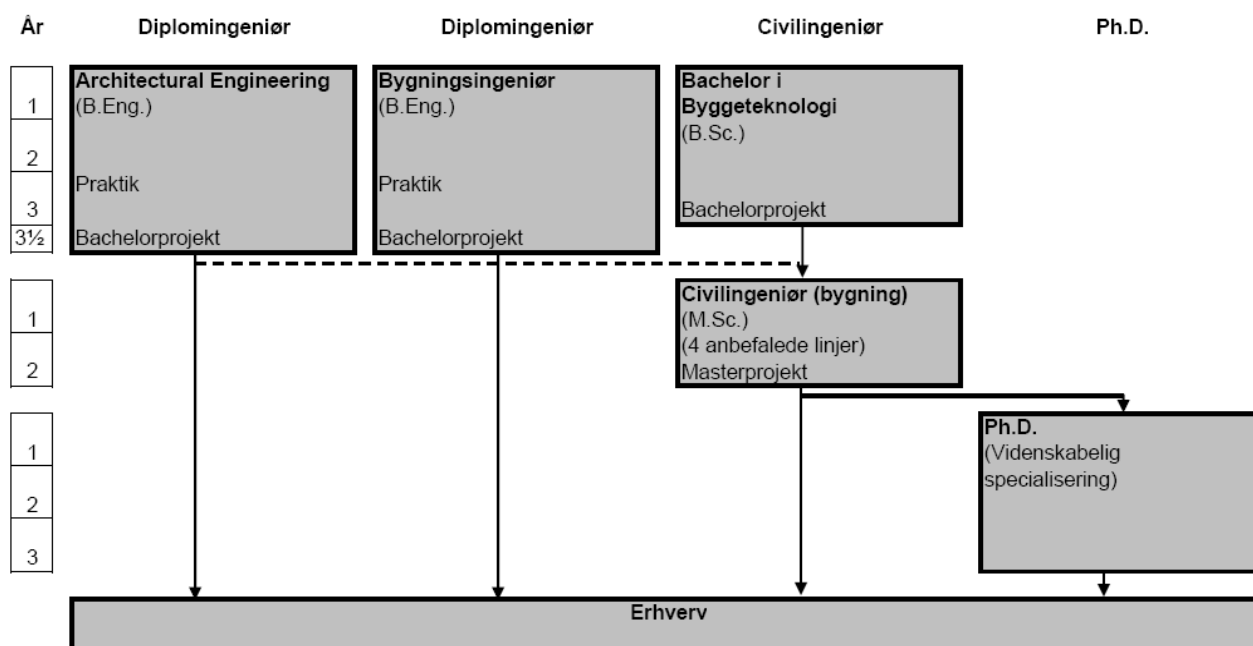 År
Diplomingeniør
Diplomingeniør
Civilingeniør
Ph.D.
1
2
3
3½
Architectural Engineering
(B.Eng.)
Praktik
Bachelorprojekt
Bygningsingeniør
(B.Eng.)
Praktik
Bachelorprojekt
Bachelor i
Byggeteknologi
(B.Sc.)
Bachelorprojekt
1
2
Civilingeniør (bygning)
(M.Sc.)
(4 anbefalede linjer)
Masterprojekt
1
2
3
Ph.D.
(Videnskabelig
specialisering)
Erhverv